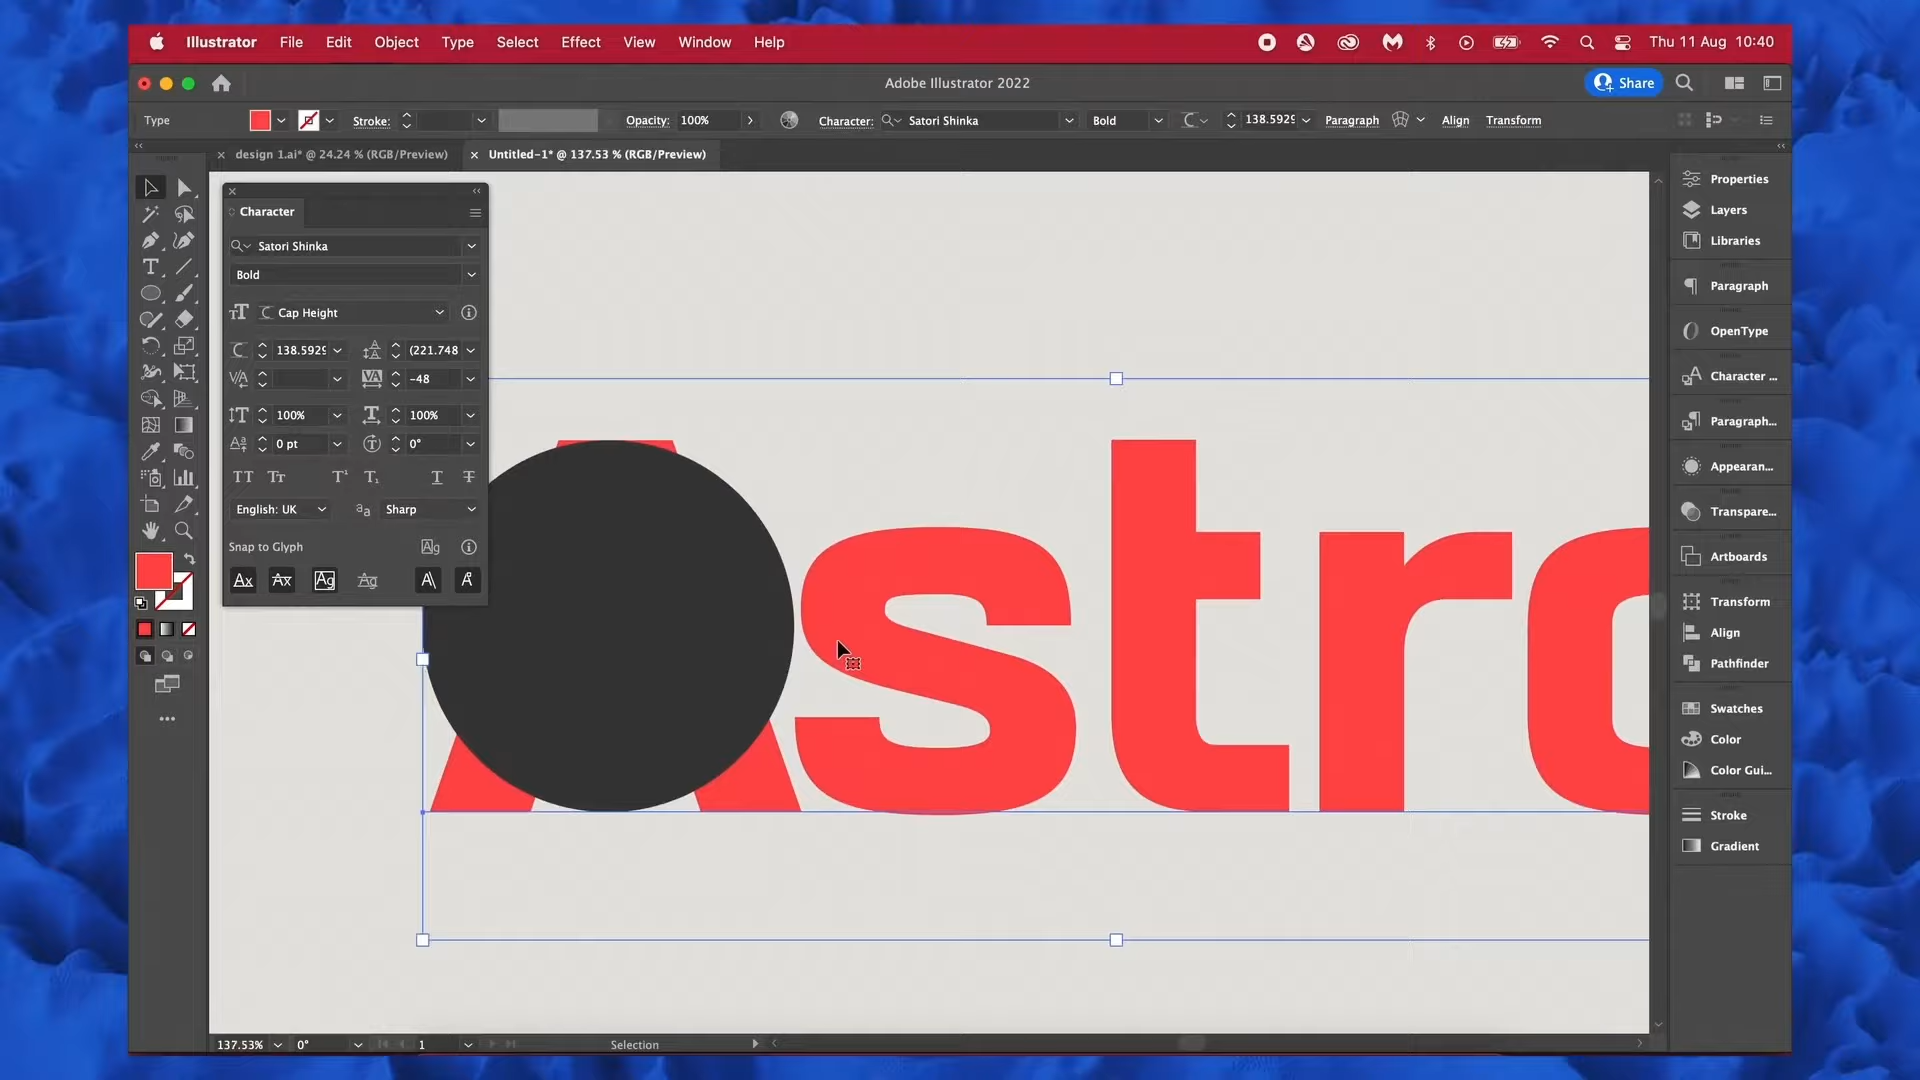 Illustrator File Edit Object Type Select Effect View Window Help Thu 11 Aug 10:40
Adobe Illustrator 2022 Share
Type Stroke: Opacity: 100% Character: Satori Shinka Bold 138.592 Paragraph Align Transform
design 1.ai* @ 24.24 % (RGB/Preview) Untitled-1* @ 137.53 % (RGB/Preview)
Character
Satori Shinka
Bold
Cap Height
138.592 (221.748
-48
100% 100%
0 pt 0°
English: UK Sharp
Snap to Glyph
Astro
Properties
Layers
Libraries
Paragraph
OpenType
Character ...
Paragraph...
Appearan...
Transpare...
Artboards
Transform
Align
Pathfinder
Swatches
Color
Color Gui...
Stroke
Gradient
137.53% 0° 1 Selection